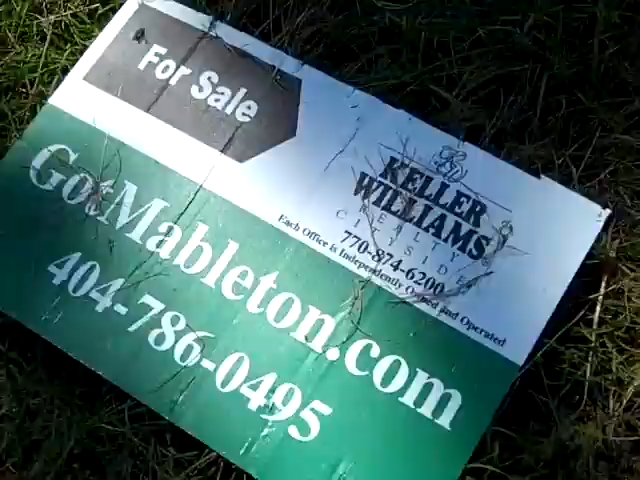 For Sale
KELLER
WILLIAMS
REALTY
CITYSIDE
770-874-6200
Each Office is Independently Owned and Operated
GotMableton.com
404-786-0495